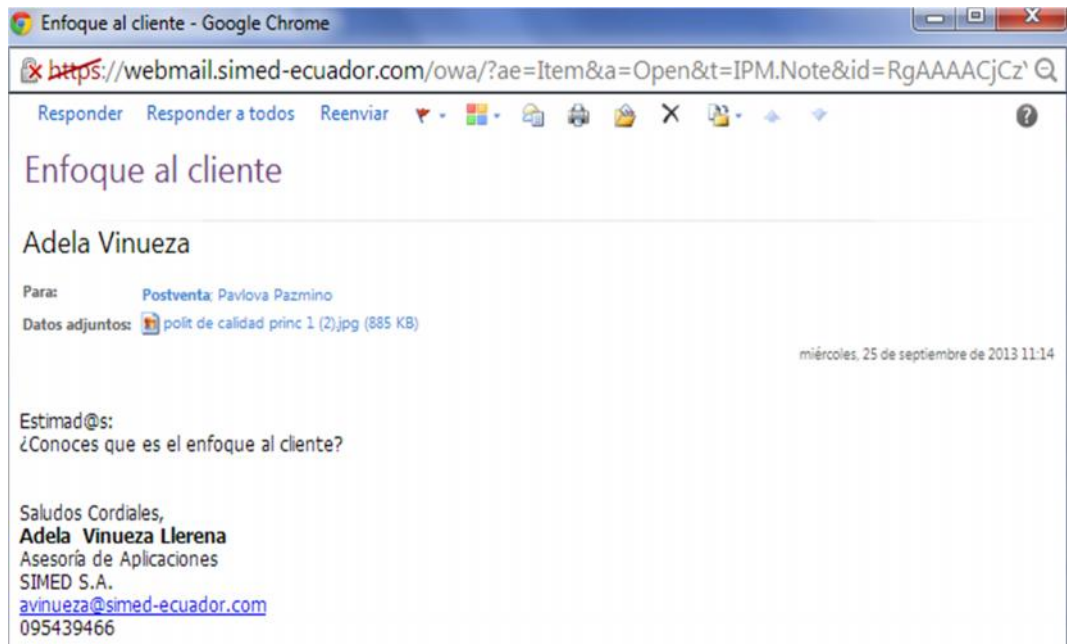 Enfoque al cliente - Google Chrome
https://webmail.simed-ecuador.com/owa/?ae=Item&a=Open&t=IPM.Note&id=RgAAAACjCz
Responder Responder a todos Reenviar
Enfoque al cliente
Adela Vinueza
Para: Postventa; Pavlova Pazmino
Datos adjuntos: polit de calidad princ 1 (2).jpg (885 KB)
miércoles, 25 de septiembre de 2013 11:14
Estimad@s:
¿Conoces que es el enfoque al cliente?
Saludos Cordiales,
Adela Vinueza Llerena
Asesoría de Aplicaciones
SIMED S.A.
avinueza@simed-ecuador.com
095439466